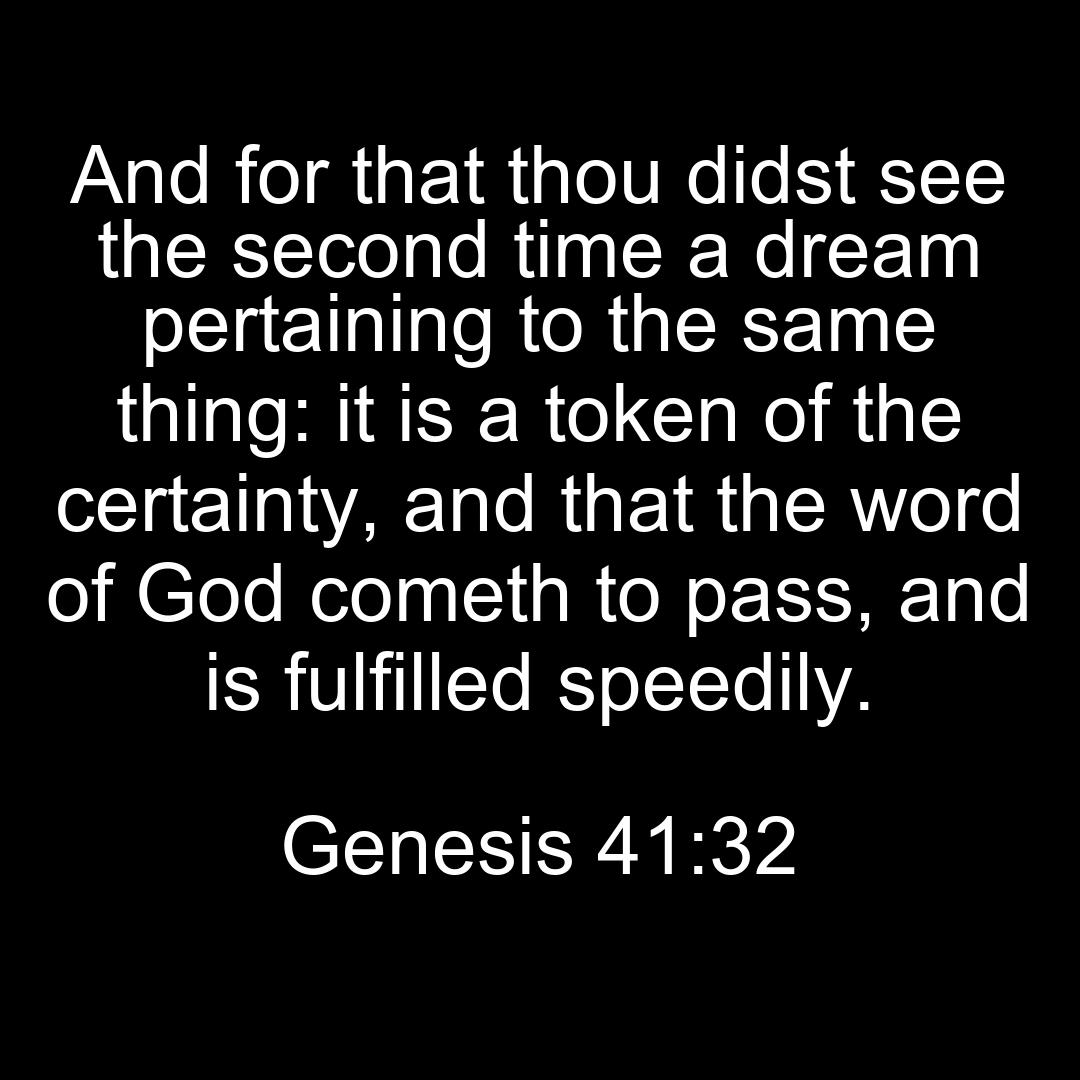 And for that thou didst see
the second time a dream
pertaining to the same
thing: it is a token of the
certainty, and that the word
of God cometh to pass, and
is fulfilled speedily.
Genesis 41:32